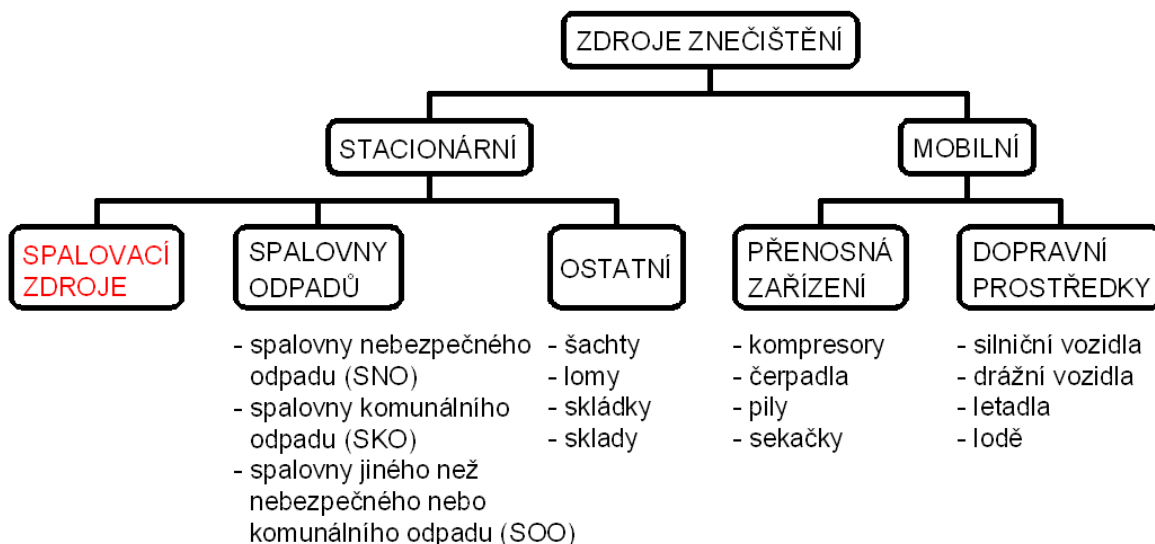 ZDROJE ZNEČIŠTĚNÍ
STACIONÁRNÍ
MOBILNÍ
SPALOVACÍ
ZDROJE
SPALOVNY
ODPADŮ
OSTATNÍ
PŘENOSNÁ
ZAŘÍZENÍ
DOPRAVNÍ
PROSTŘEDKY
- spalovny nebezpečného
odpadu (SNO)
- spalovny komunálního
odpadu (SKO)
- spalovny jiného než
nebezpečného nebo
komunálního odpadu (SOO)
- šachty
- lomy
- skládky
- sklady
- kompresory
- čerpadla
- pily
- sekačky
- silniční vozidla
- drážní vozidla
- letadla
- lodě